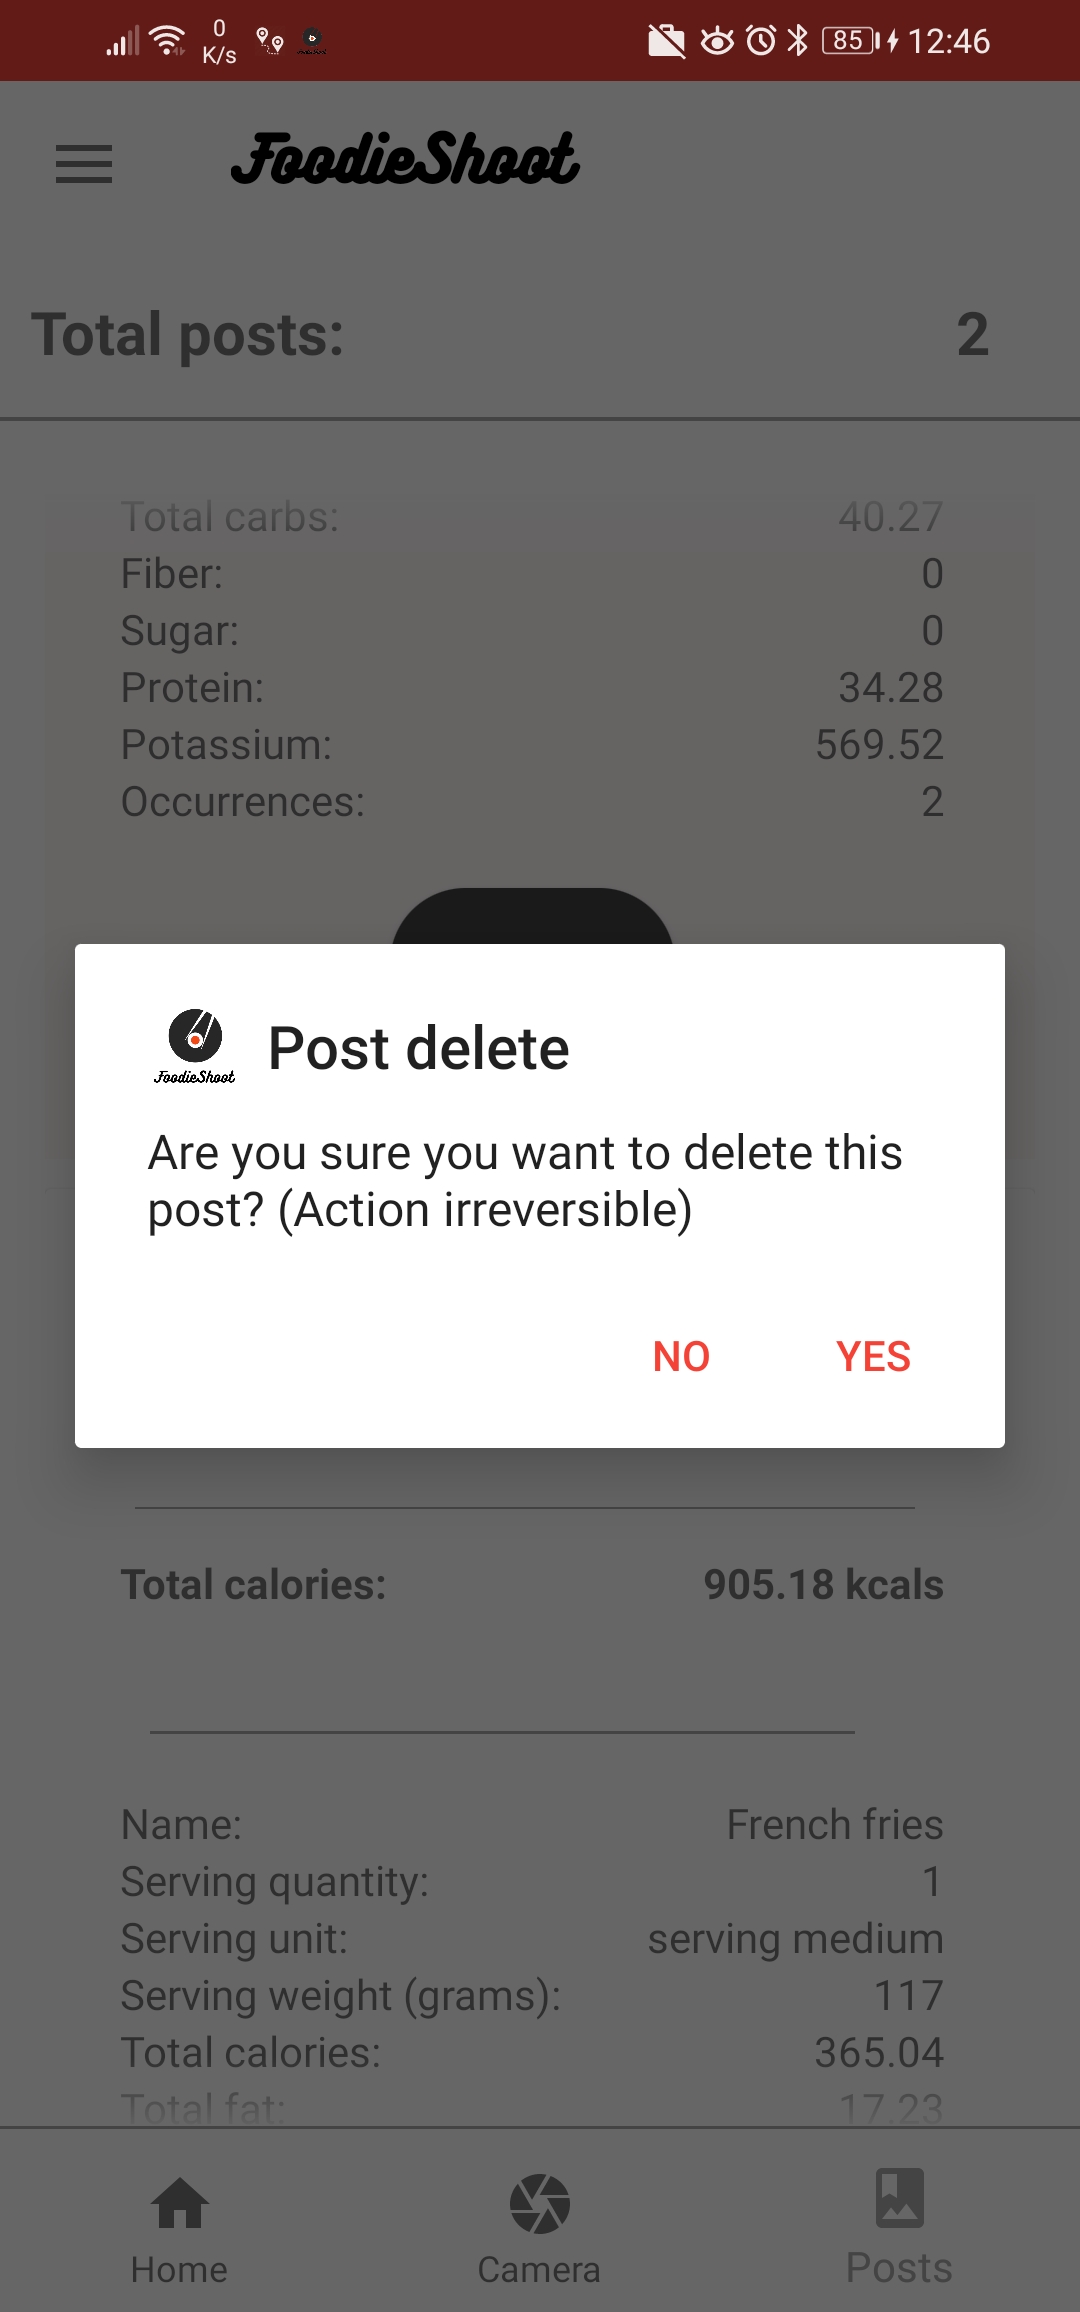 0
K/s
85
12:46
FoodieShoot
Total posts: 2
Total carbs: 40.27
Fiber: 0
Sugar: 0
Protein: 34.28
Potassium: 569.52
Occurrences: 2
FoodieShoot
Post delete
Are you sure you want to delete this
post? (Action irreversible)
NO YES
Total calories: 905.18 kcals
Name: French fries
Serving quantity: 1
Serving unit: serving medium
Serving weight (grams): 117
Total calories: 365.04
Total fat: 17.23
Home Camera Posts